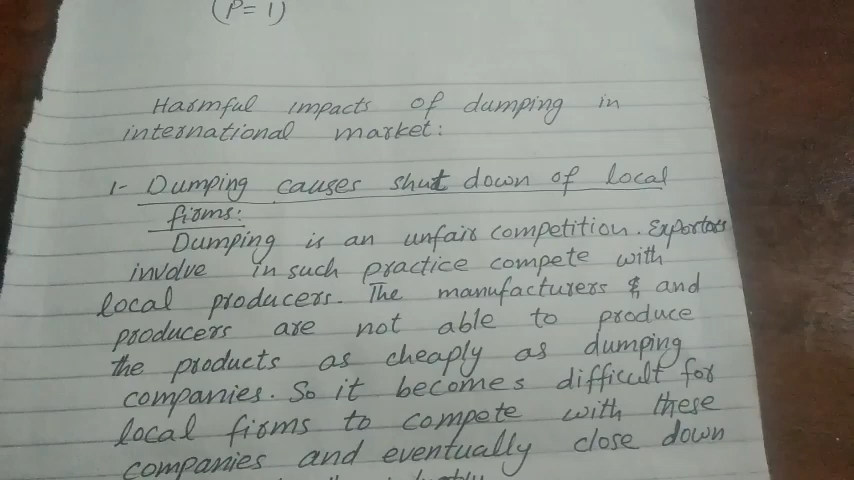 (P= 1)
Harmful impacts of dumping in
international market:
1- Dumping causes shut down of local
firms:
Dumping is an unfair competition. Exporters
involve in such practice compete with
local producers. The manufacturers & and
producers are not able to produce
the products as cheaply as dumping
companies. So it becomes difficult for
local firms to compete with these
companies and eventually close down